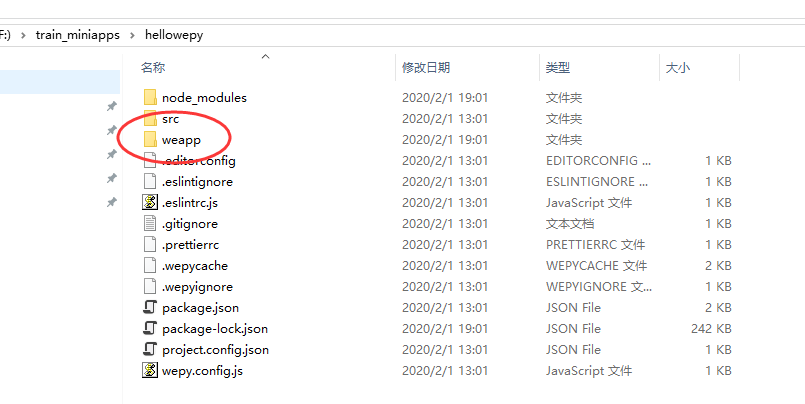 F:) > train_miniapps > hellowepy
名称 修改日期 类型 大小
node_modules 2020/2/1 19:01 文件夹
src 2020/2/1 13:01 文件夹
weapp 2020/2/1 19:01 文件夹
.editorconfig 2020/2/1 13:01 EDITORCONFIG ... 1 KB
.eslintignore 2020/2/1 13:01 ESLINTIGNORE ... 1 KB
.eslintrc.js 2020/2/1 13:01 JavaScript 文件 1 KB
.gitignore 2020/2/1 13:01 文本文档 1 KB
.prettierrc 2020/2/1 13:01 PRETTIERRC 文件 1 KB
.wepycache 2020/2/1 13:01 WEPYCACHE 文件 2 KB
.wepyignore 2020/2/1 13:01 WEPYIGNORE 文... 1 KB
package.json 2020/2/1 13:01 JSON File 2 KB
package-lock.json 2020/2/1 19:01 JSON File 242 KB
project.config.json 2020/2/1 13:01 JSON File 1 KB
wepy.config.js 2020/2/1 13:01 JavaScript 文件 1 KB